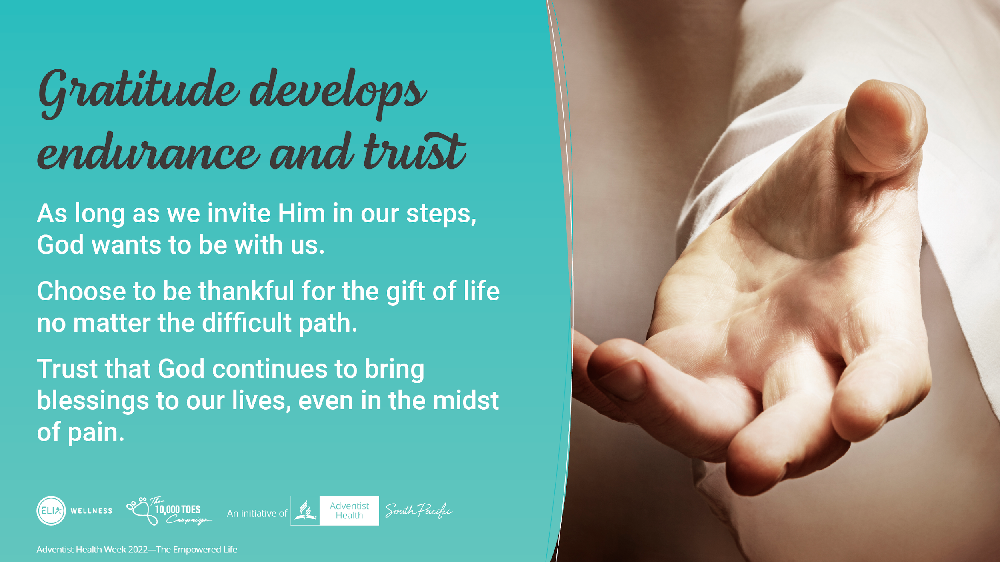 Gratitude develops
endurance and trust
As long as we invite Him in our steps,
God wants to be with us.
Choose to be thankful for the gift of life
no matter the difficult path.
Trust that God continues to bring
blessings to our lives, even in the midst
of pain.
ELIA WELLNESS
The
10,000 TOES
Campaign
An initiative of
Adventist
Health
South Pacific
Adventist Health Week 2022—The Empowered Life